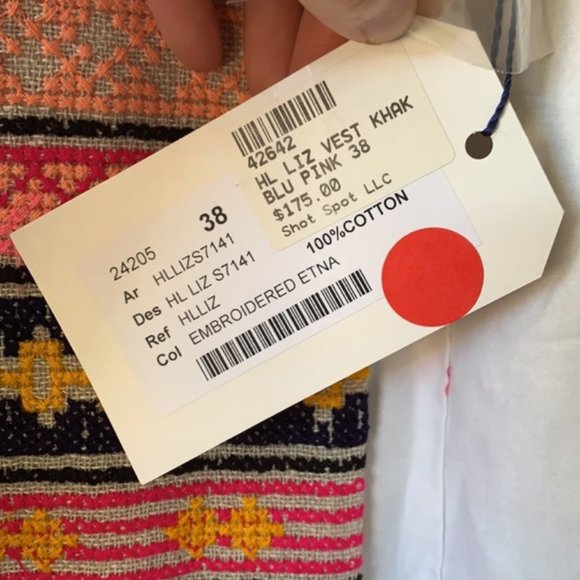 42642
HL LIZ VEST KHAK
BLU PINK 38
$175.00
Shot Spot LLC
24205 38
Ar HLLIZS7141
Des HL LIZ S7141
Ref HLLIZ
100%COTTON
Col EMBROIDERED ETNA